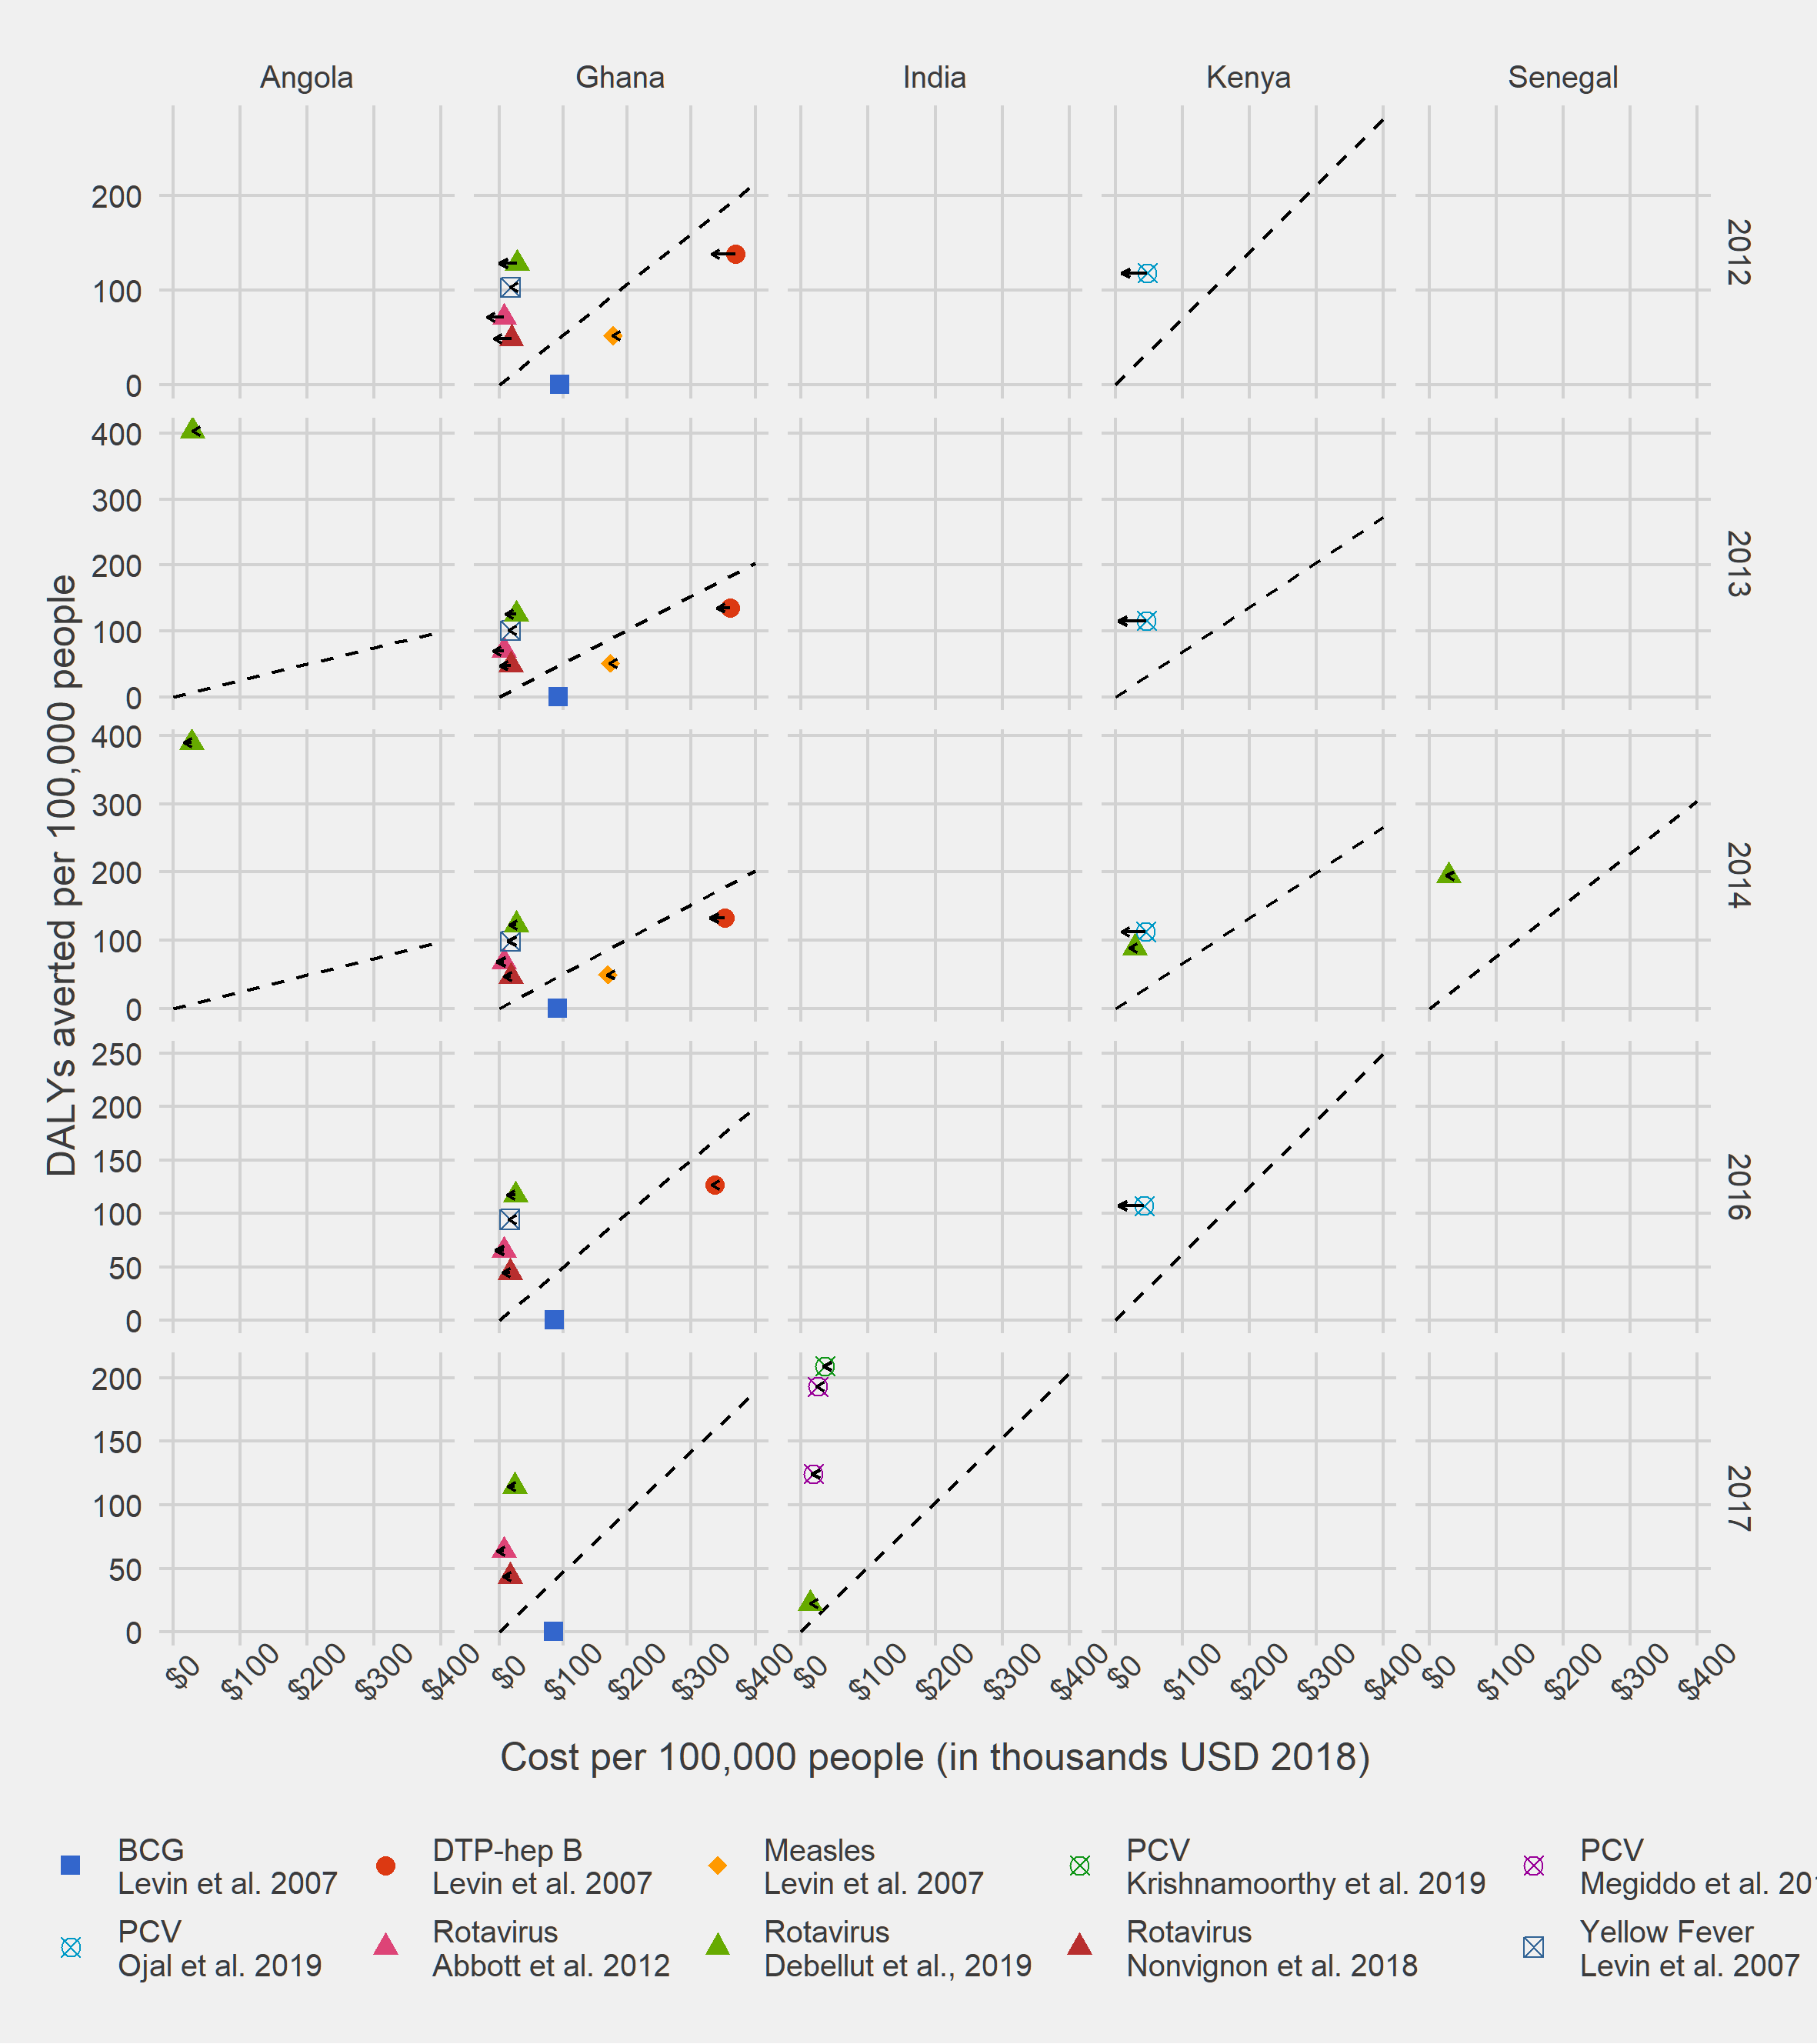 Angola Ghana India Kenya Senegal
200
100
0
2012
400
300
200
100
0
2013
400
300
200
100
0
2014
250
200
150
100
50
0
2016
200
150
100
50
0
2017
DALYs averted per 100,000 people
$0 $100 $200 $300 $400 $0 $100 $200 $300 $400 $0 $100 $200 $300 $400 $0 $100 $200 $300 $400 $0 $100 $200 $300 $400
Cost per 100,000 people (in thousands USD 2018)
BCG
Levin et al. 2007
DTP-hep B
Levin et al. 2007
Measles
Levin et al. 2007
PCV
Krishnamoorthy et al. 2019
PCV
Megiddo et al.
PCV
Ojal et al. 2019
Rotavirus
Abbott et al. 2012
Rotavirus
Debellut et al., 2019
Rotavirus
Nonvignon et al. 2018
Yellow Fever
Levin et al. 2007